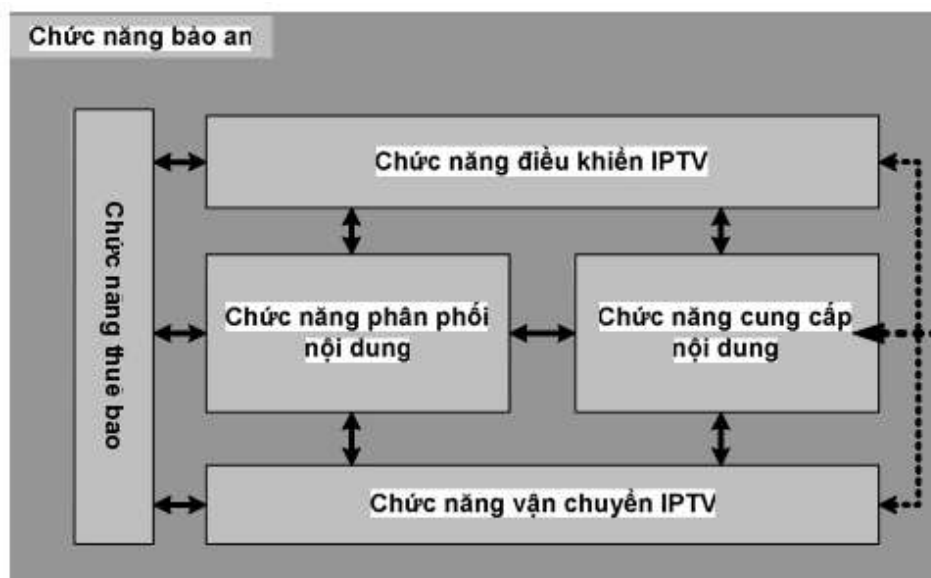 Chức năng bảo an
Chức năng điều khiển IPTV
Chức năng thuê bao
Chức năng phân phối
nội dung
Chức năng cung cấp
nội dung
Chức năng vận chuyển IPTV